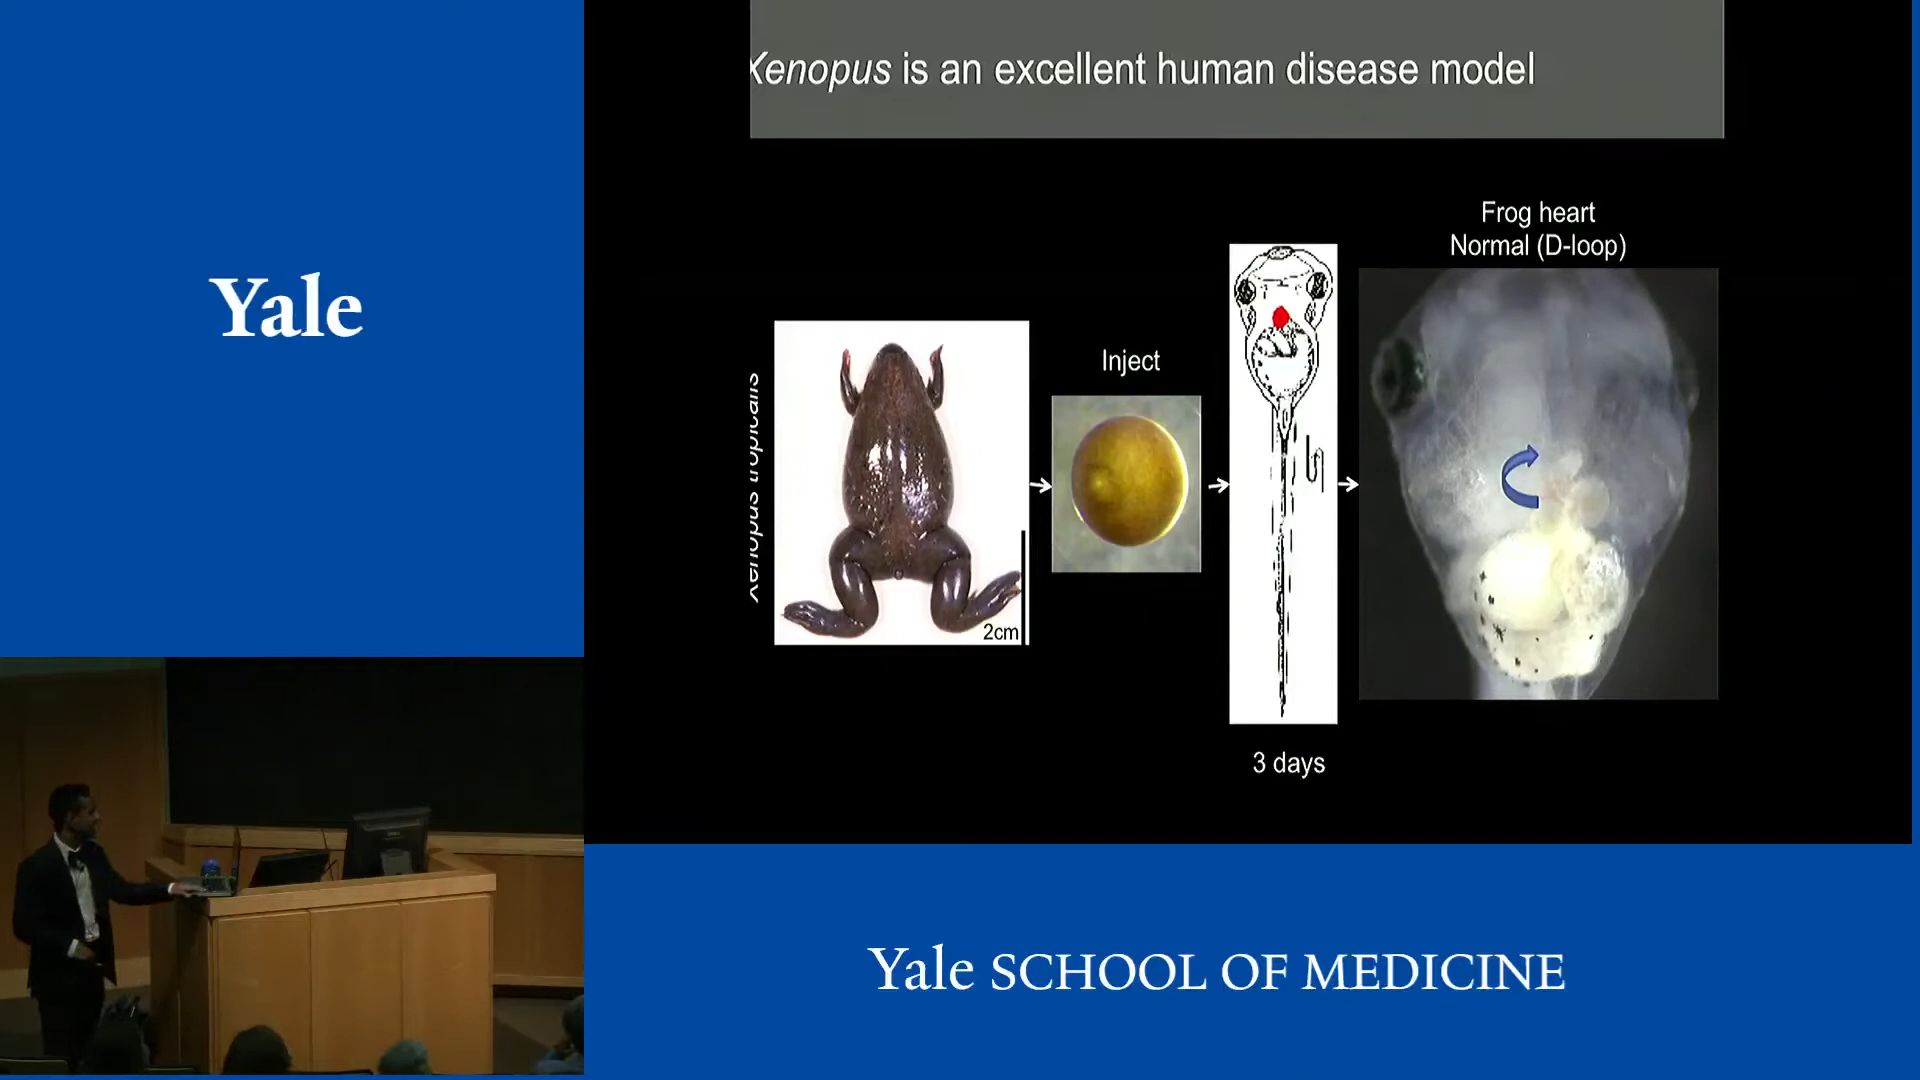 Yale
Xenopus is an excellent human disease model
Frog heart
Normal (D-loop)
Inject
Xenopus tropicalis
2cm
3 days
Yale SCHOOL OF MEDICINE